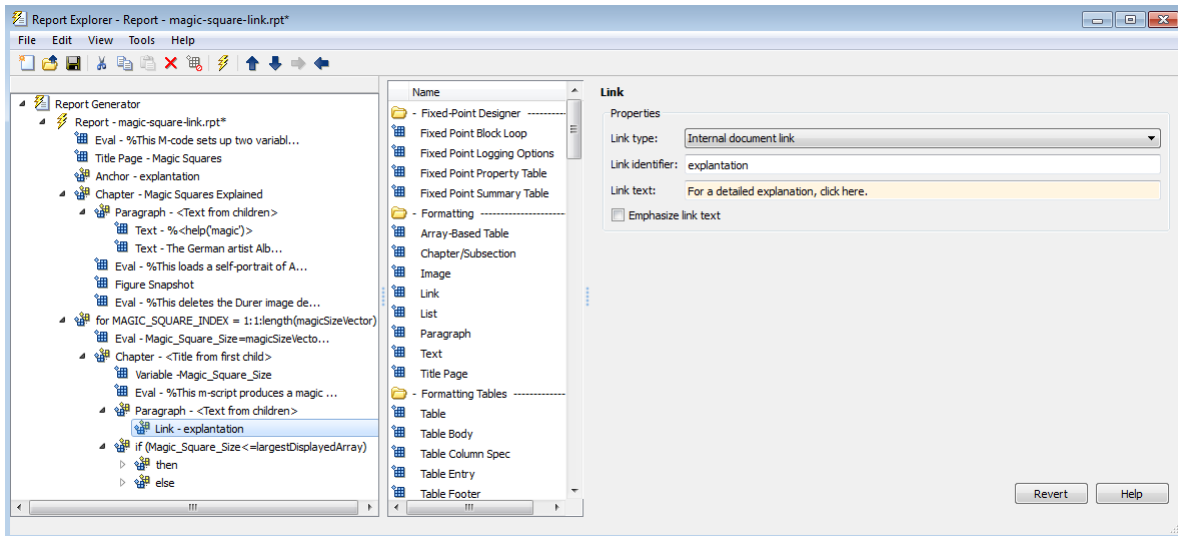 Report Explorer - Report - magic-square-link.rpt*
File Edit View Tools Help
Report Generator
Report - magic-square-link.rpt*
Eval - %This M-code sets up two variabl...
Title Page - Magic Squares
Anchor - explantation
Chapter - Magic Squares Explained
Paragraph - <Text from children>
Text - %<help('magic')>
Text - The German artist Alb...
Eval - %This loads a self-portrait of A...
Figure Snapshot
Eval - %This deletes the Durer image de...
for MAGIC_SQUARE_INDEX = 1:1:length(magicSizeVector)
Eval - Magic_Square_Size=magicSizeVecto...
Chapter - <Title from first child>
Variable -Magic_Square_Size
Eval - %This m-script produces a magic ...
Paragraph - <Text from children>
Link - explantation
if (Magic_Square_Size<=largestDisplayedArray)
then
else
Name
- Fixed-Point Designer ----------
Fixed Point Block Loop
Fixed Point Logging Options
Fixed Point Property Table
Fixed Point Summary Table
- Formatting --------------------
Array-Based Table
Chapter/Subsection
Image
Link
List
Paragraph
Text
Title Page
- Formatting Tables -------------
Table
Table Body
Table Column Spec
Table Entry
Table Footer
Link
Properties
Link type: Internal document link
Link identifier: explantation
Link text: For a detailed explanation, click here.
Emphasize link text
Revert Help